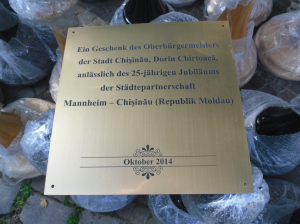 Ein Geschenk des Oberbürgermeisters
der Stadt Chişinău, Dorin Chirtoacă,
anlässlich des 25-jährigen Jubiläums
der Städtepartnerschaft
Mannheim – Chişinău (Republik Moldau)
Oktober 2014